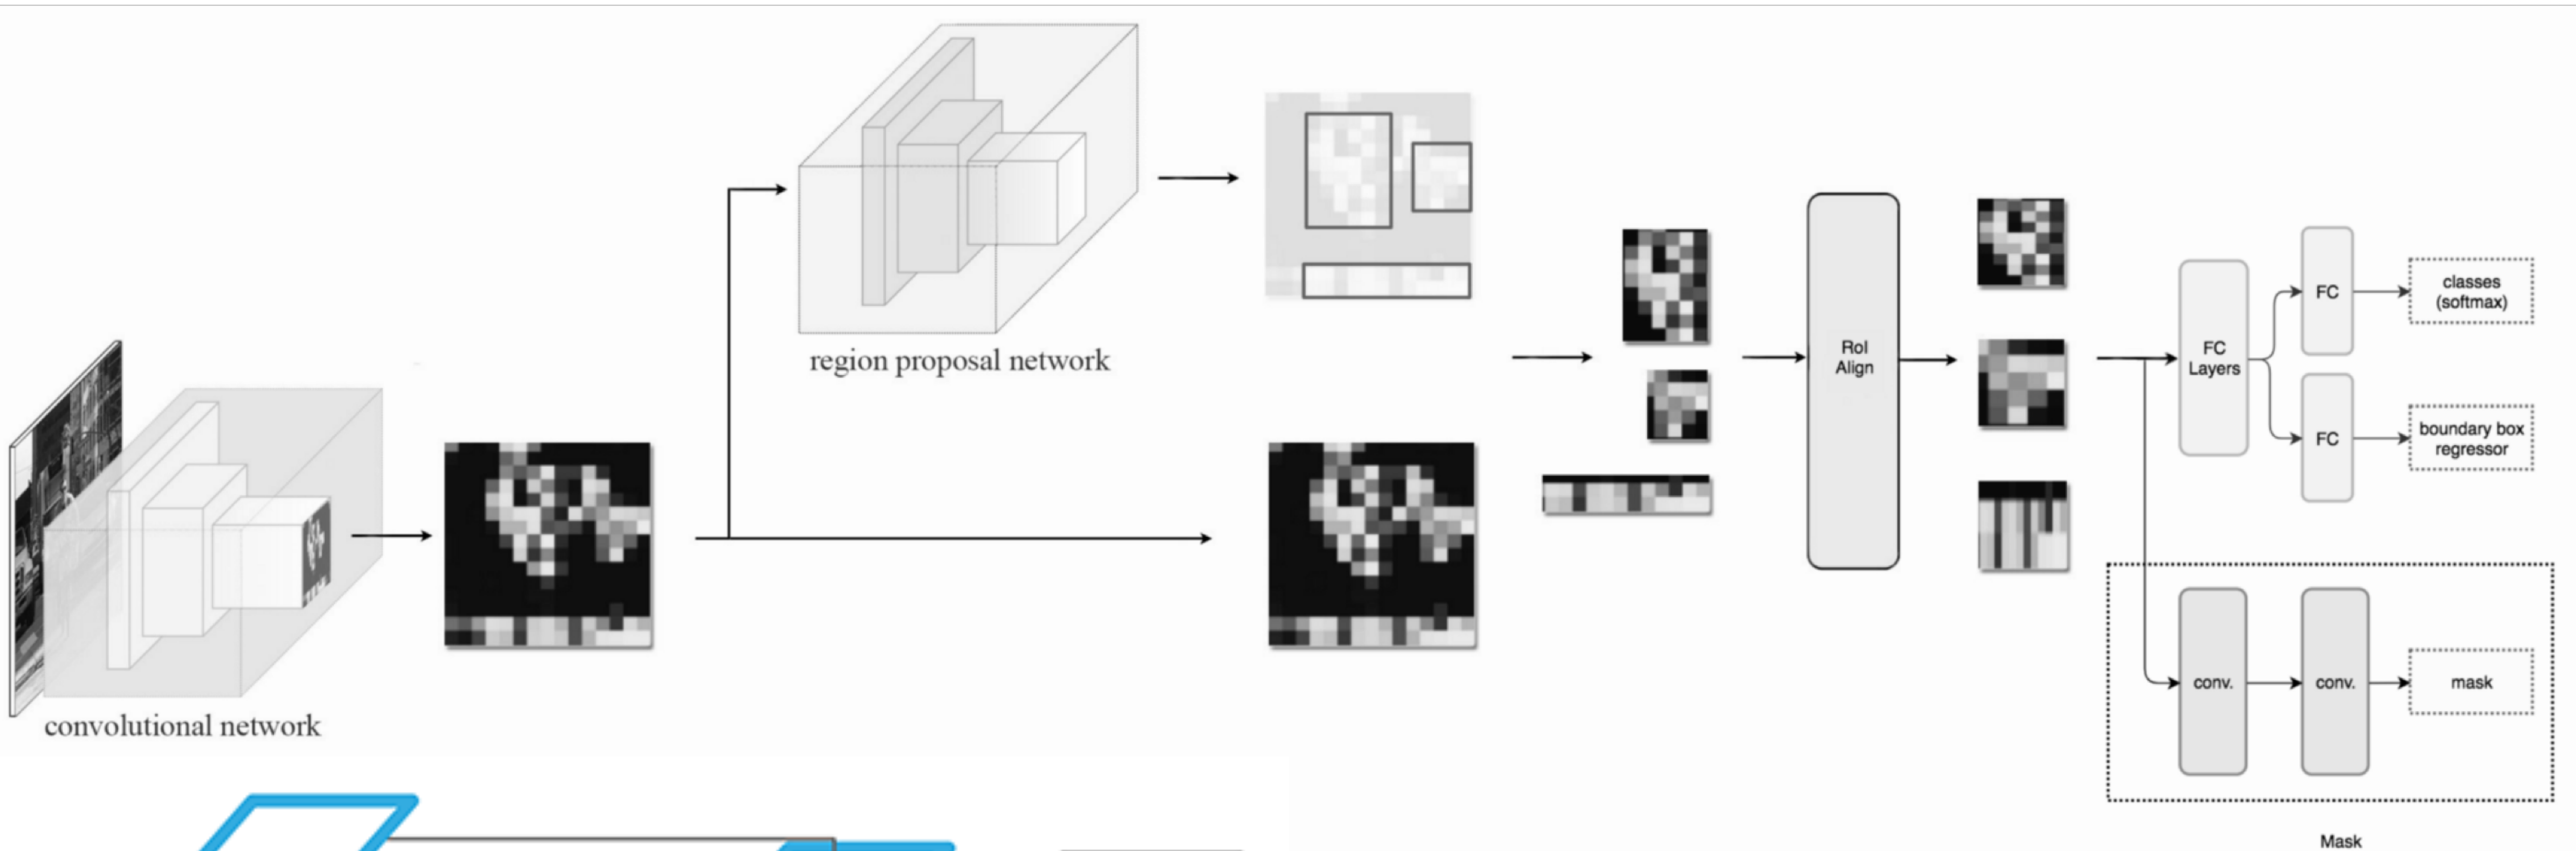 region proposal network
convolutional network
RoI
Align
FC
Layers
FC
classes
(softmax)
FC
boundary box
regressor
conv.
conv.
mask
Mask